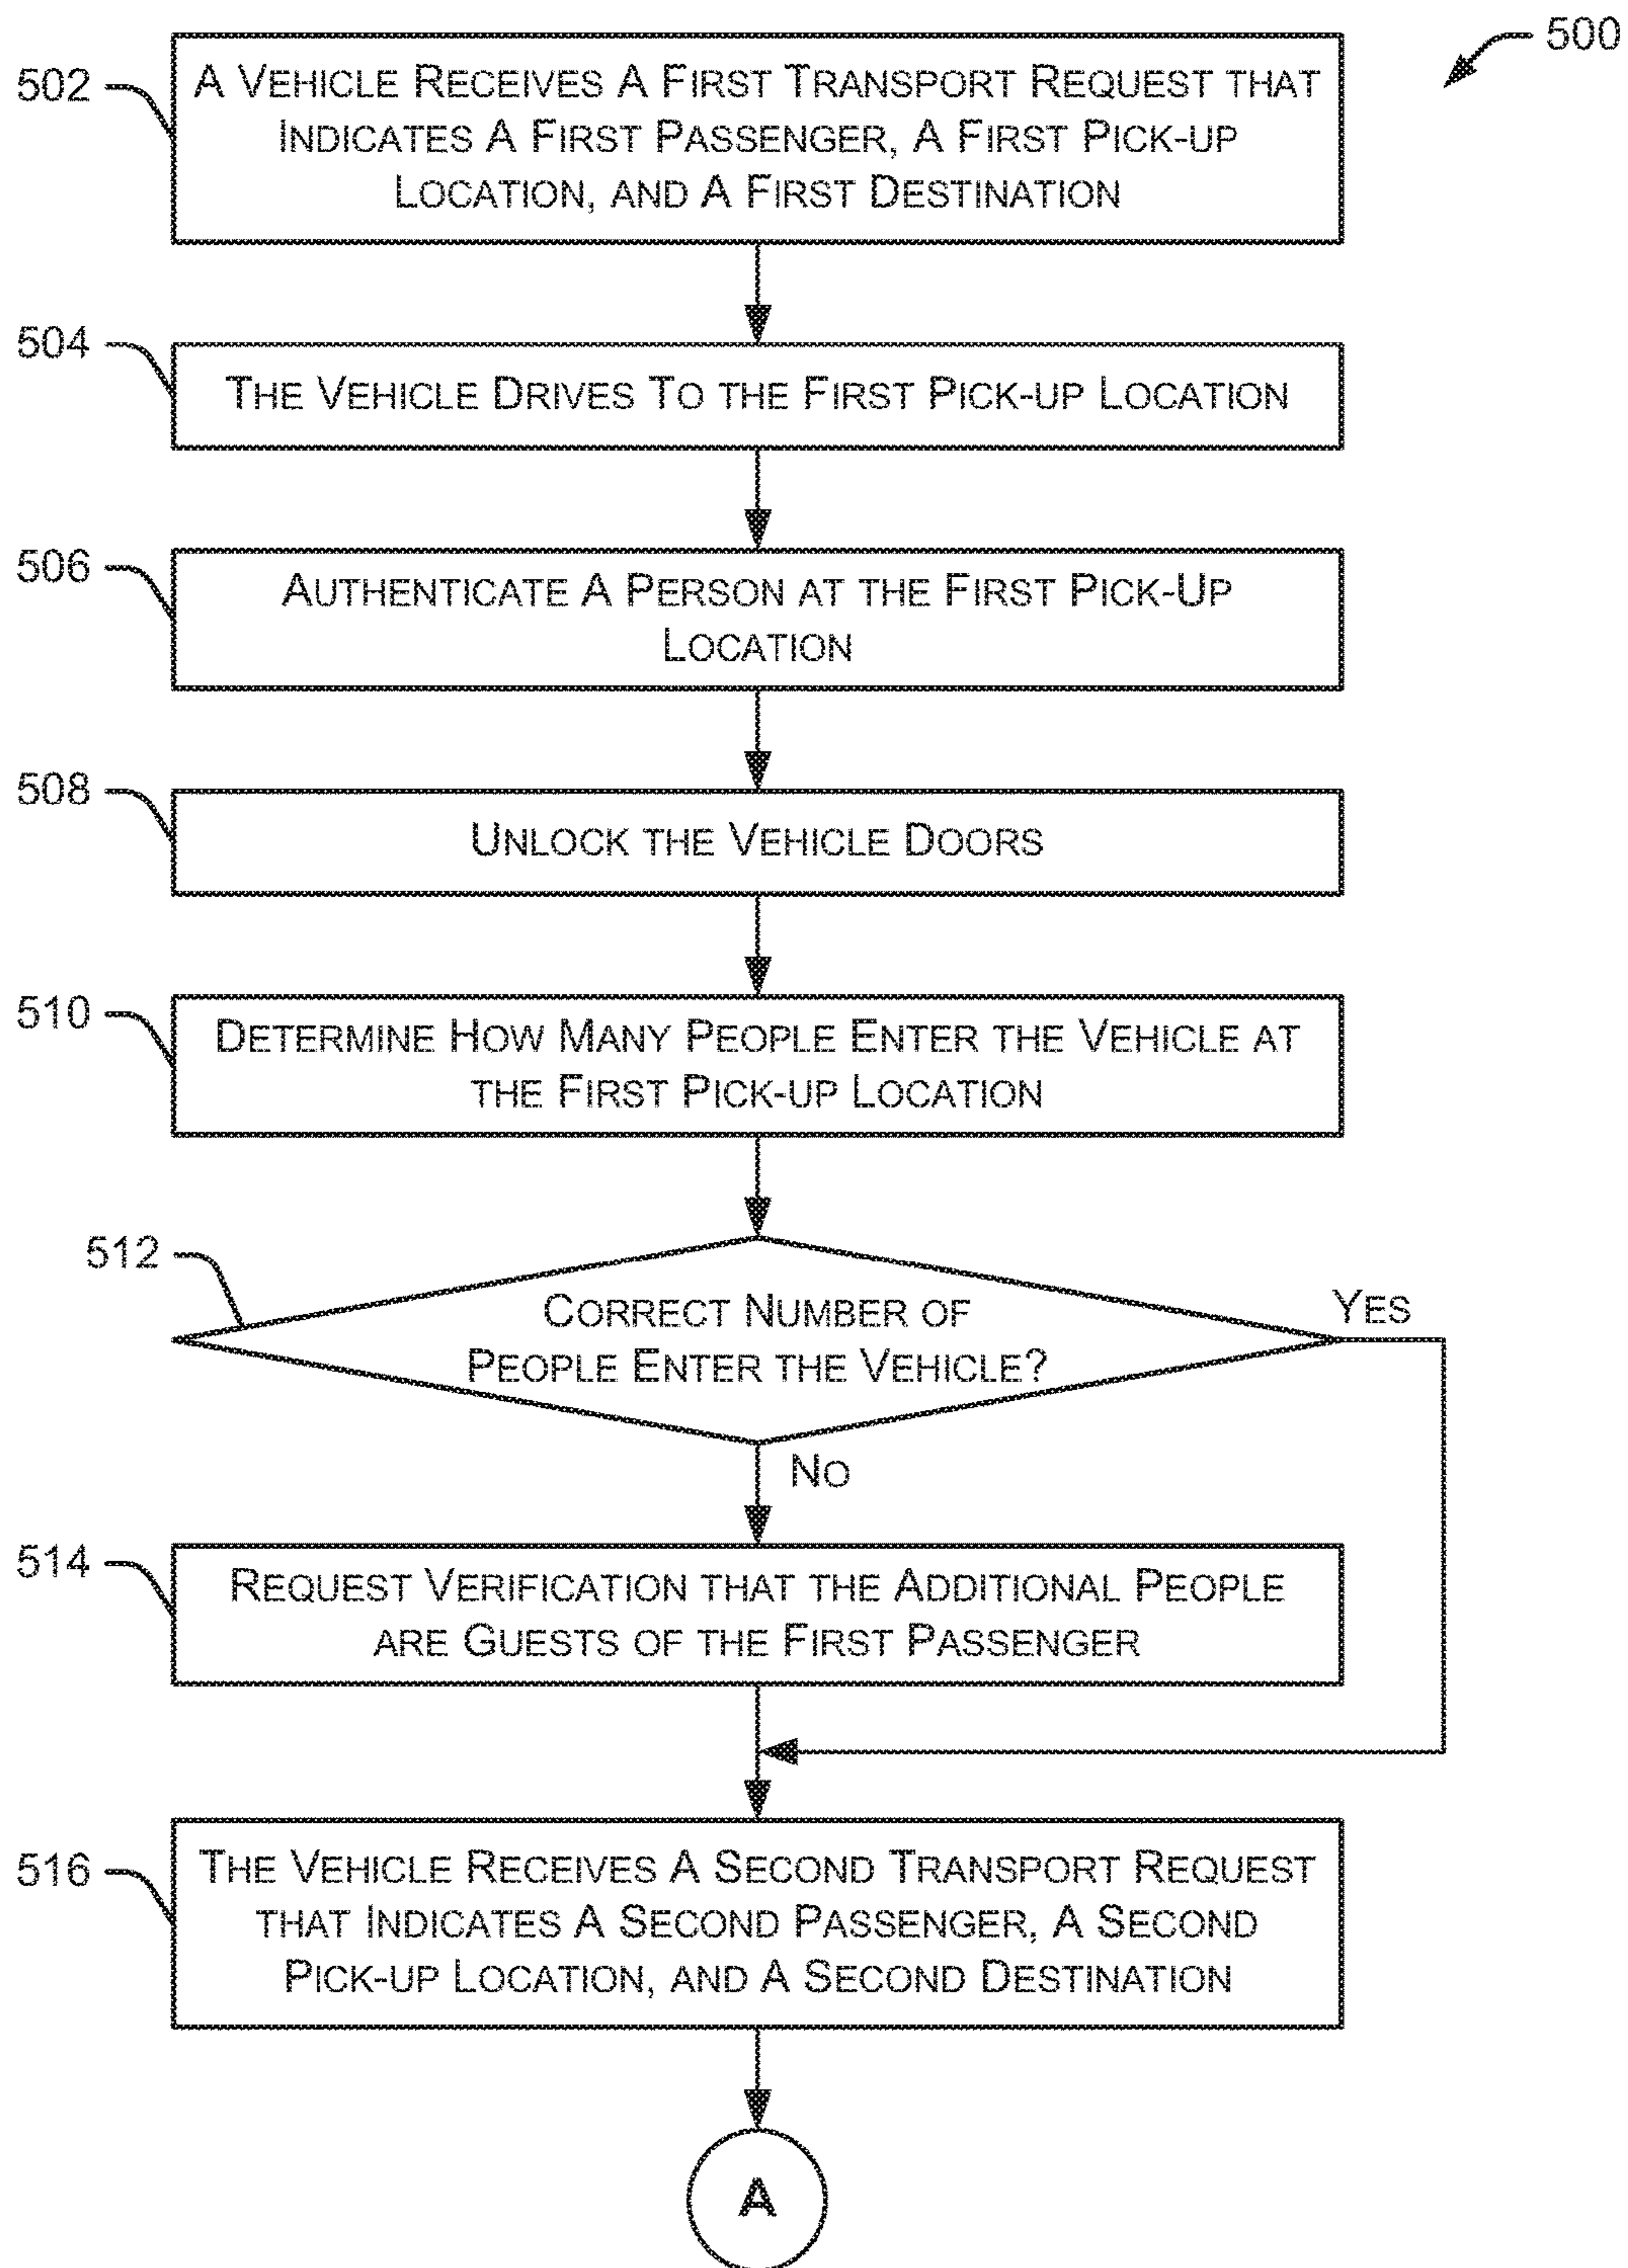 500
502
A VEHICLE RECEIVES A FIRST TRANSPORT REQUEST THAT
INDICATES A FIRST PASSENGER, A FIRST PICK-UP
LOCATION, AND A FIRST DESTINATION
504
THE VEHICLE DRIVES TO THE FIRST PICK-UP LOCATION
506
AUTHENTICATE A PERSON AT THE FIRST PICK-UP
LOCATION
508
UNLOCK THE VEHICLE DOORS
510
DETERMINE HOW MANY PEOPLE ENTER THE VEHICLE AT
THE FIRST PICK-UP LOCATION
512
CORRECT NUMBER OF
PEOPLE ENTER THE VEHICLE?
YES
NO
514
REQUEST VERIFICATION THAT THE ADDITIONAL PEOPLE
ARE GUESTS OF THE FIRST PASSENGER
516
THE VEHICLE RECEIVES A SECOND TRANSPORT REQUEST
THAT INDICATES A SECOND PASSENGER, A SECOND
PICK-UP LOCATION, AND A SECOND DESTINATION
A